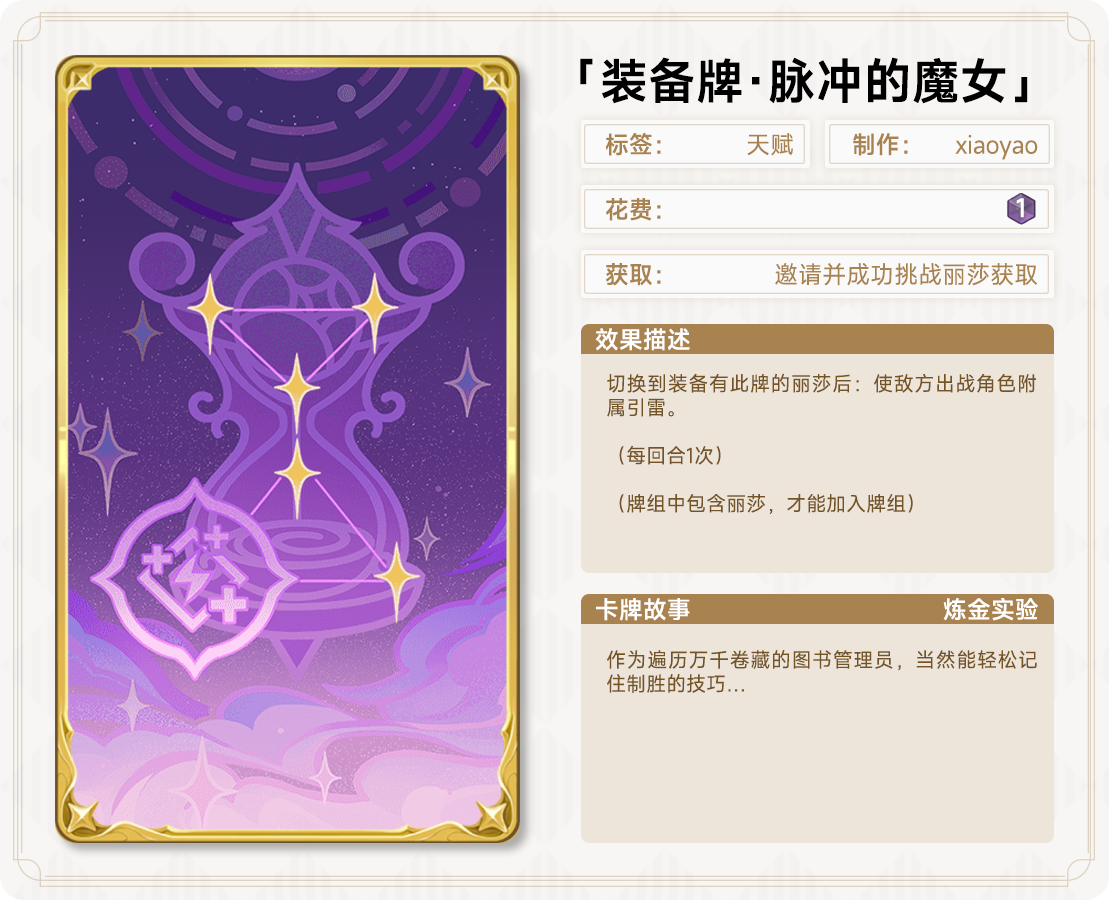 「装备牌·脉冲的魔女」
标签： 天赋
制作： xiaoyao
花费： 1
获取： 邀请并成功挑战丽莎获取
效果描述
切换到装备有此牌的丽莎后：使敌方出战角色附
属引雷。
（每回合1次）
（牌组中包含丽莎，才能加入牌组）
卡牌故事 炼金实验
作为遍历万千卷藏的图书管理员，当然能轻松记
住制胜的技巧...